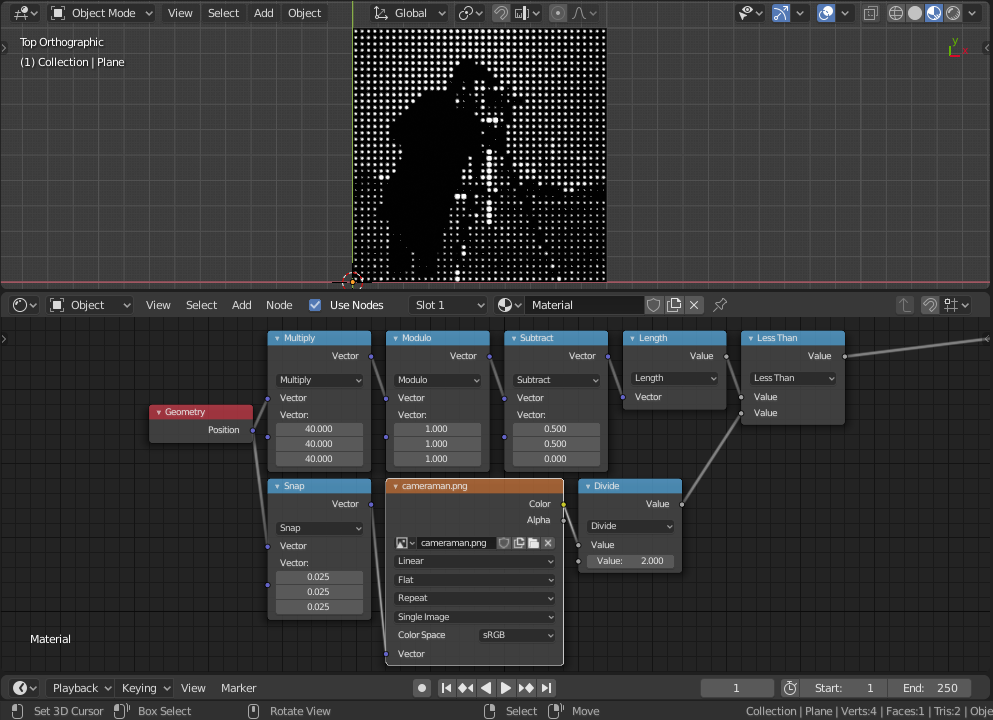 Object Mode View Select Add Object Global
Top Orthographic
(1) Collection | Plane
y
x
Object View Select Add Node Use Nodes Slot 1 Material
Multiply Modulo Subtract Length Less Than
Vector Vector Vector Value Value
Multiply Modulo Subtract Length Less Than
Vector Vector Vector Vector Value
Vector: Vector: Vector: Value
Geometry
Position
40.000 1.000 0.500
40.000 1.000 0.500
40.000 1.000 0.000
Snap cameraman.png Divide
Vector Color Value
Alpha
Snap Divide
Vector cameraman.png Value
Vector: Linear Value: 2.000
0.025 Flat
0.025 Repeat
0.025 Single Image
Color Space sRGB
Vector
Material
Playback Keying View Marker 1 Start: 1 End: 250
Set 3D Cursor Box Select Rotate View Select Move Collection | Plane | Verts:4 | Faces:1 | Tris:2 | Obje